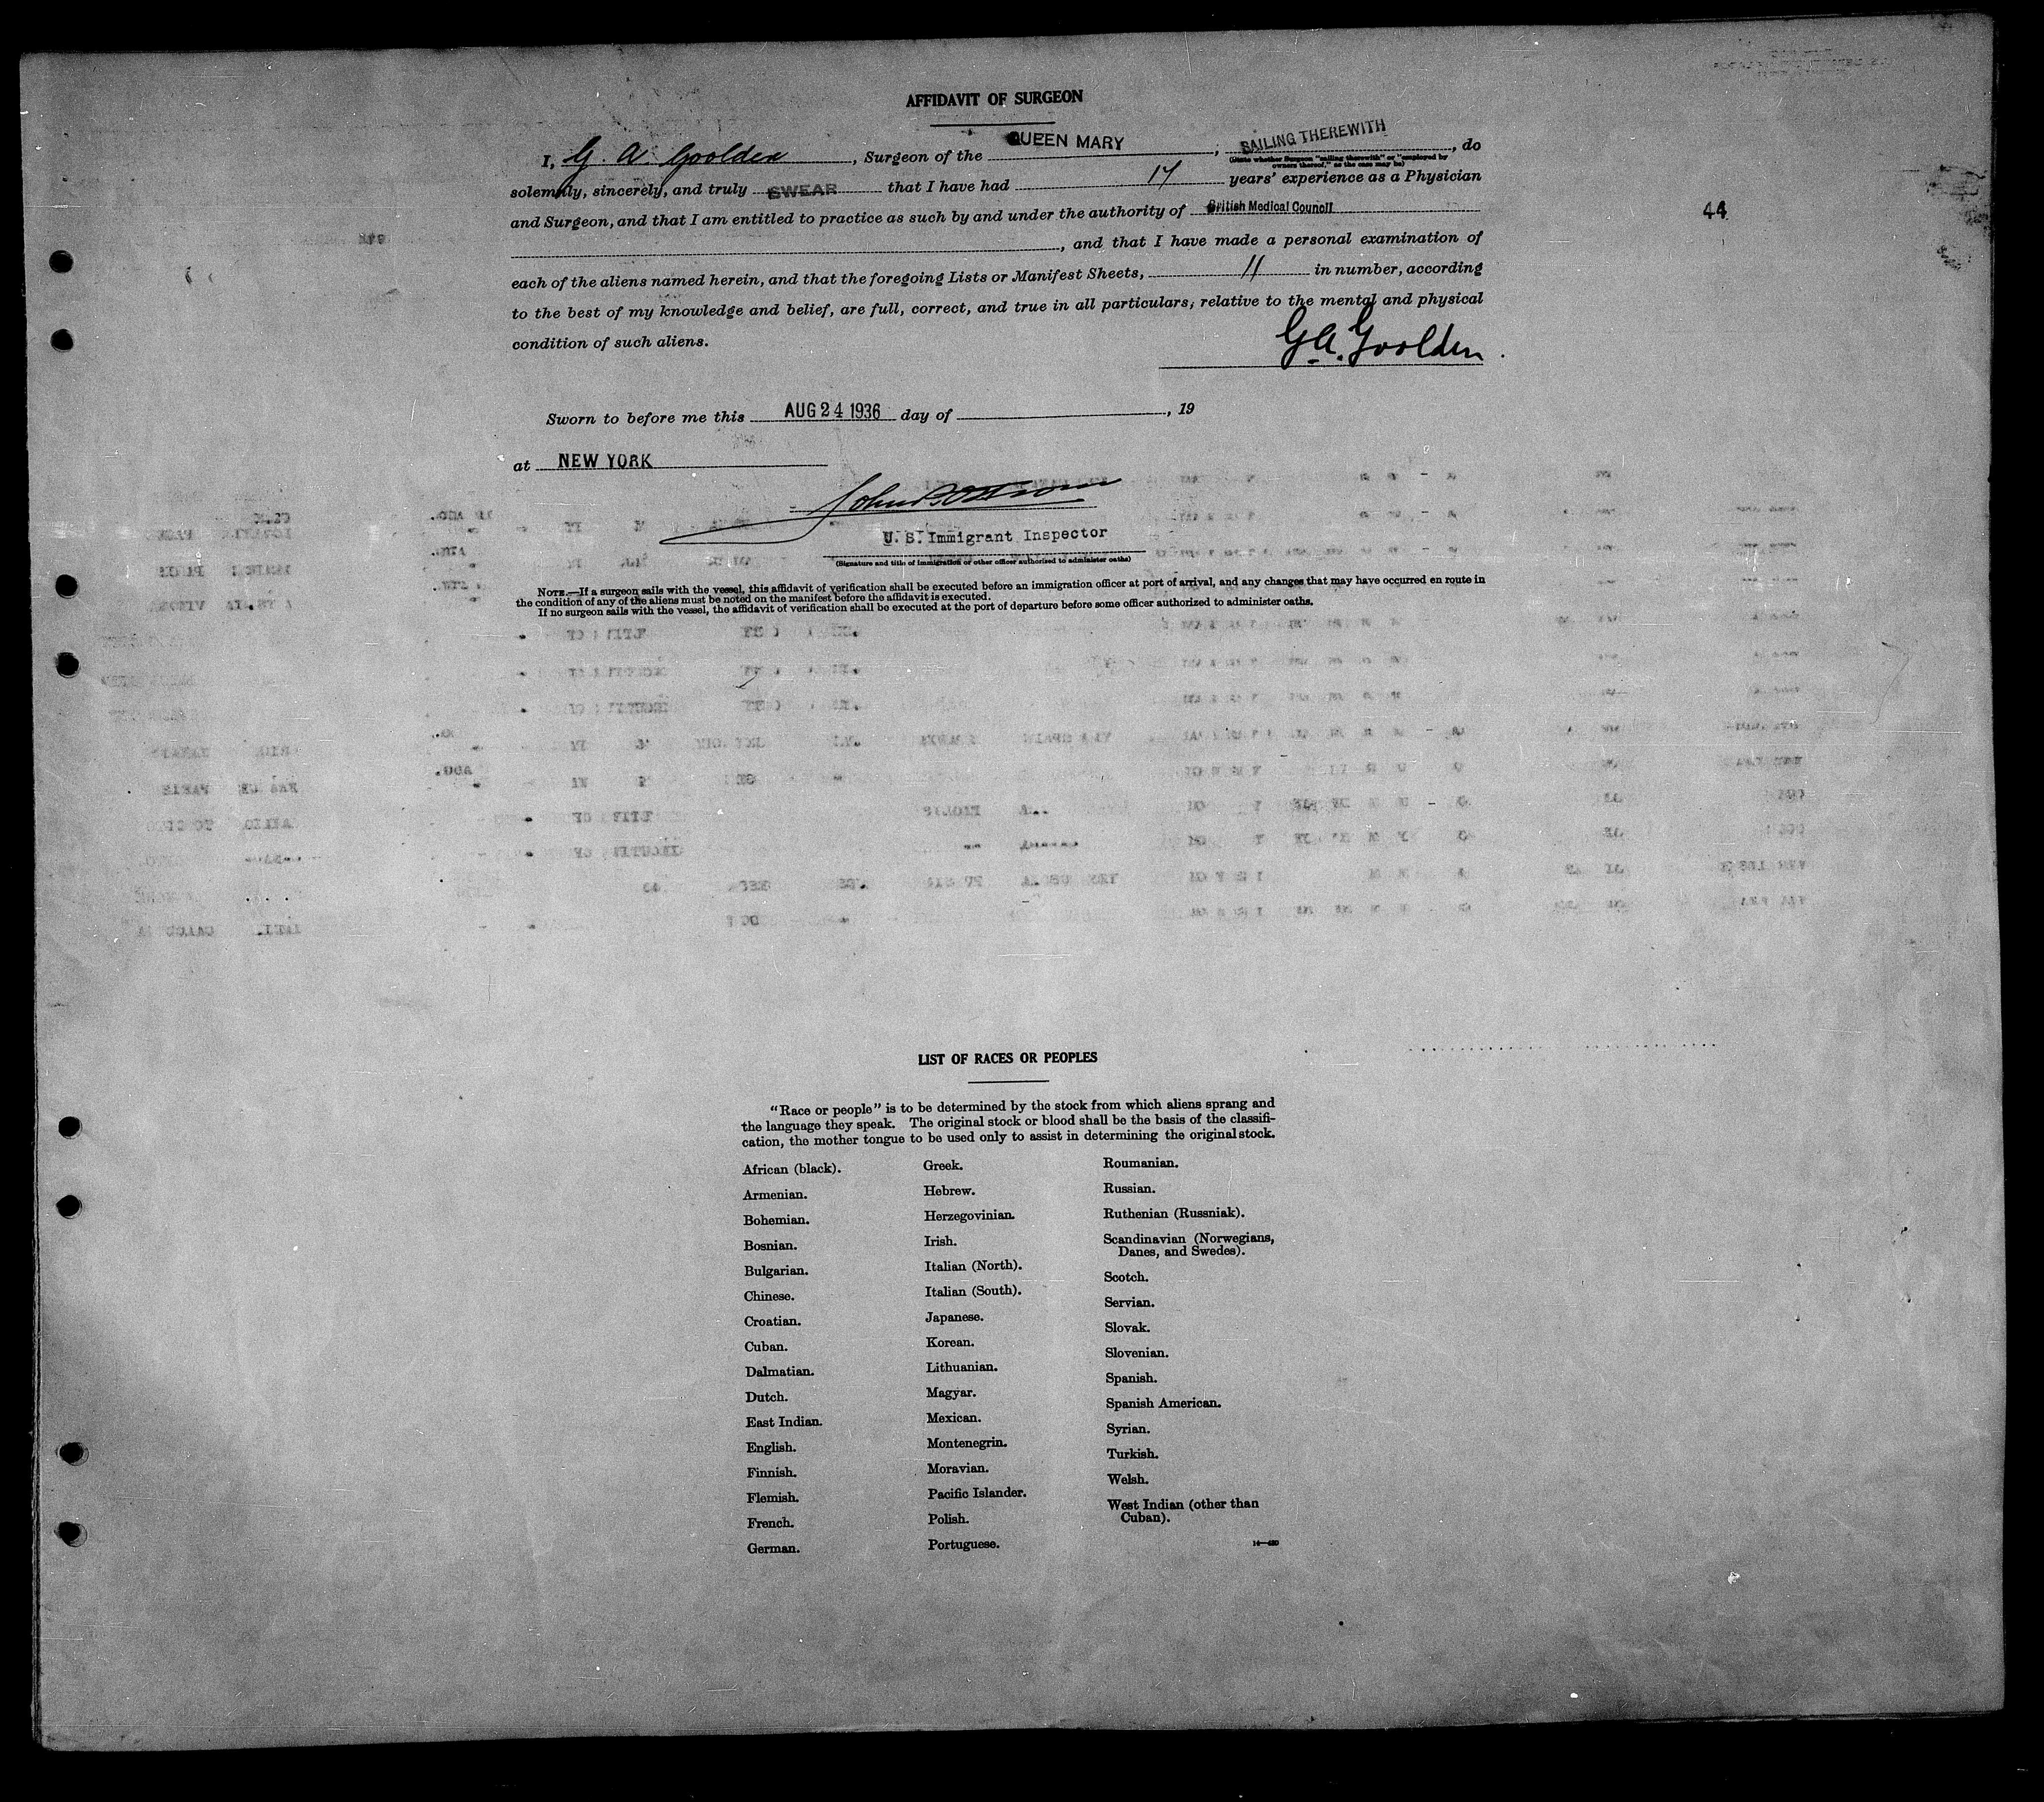 AFFIDAVIT OF SURGEON
I, G. A. Goolden, Surgeon of the QUEEN MARY, SAILING THEREWITH, do
(State whether Surgeon "sailing therewith" or "employed by
owners thereof," as the case may be)
solemnly, sincerely, and truly SWEAR that I have had 17 years' experience as a Physician
and Surgeon, and that I am entitled to practice as such by and under the authority of British Medical Council
44
, and that I have made a personal examination of
each of the aliens named herein, and that the foregoing Lists or Manifest Sheets, 11 in number, according
to the best of my knowledge and belief, are full, correct, and true in all particulars, relative to the mental and physical
condition of such aliens.
G.A. Goolden.
Sworn to before me this AUG 24 1936 day of , 19
at NEW YORK
U. S. Immigrant Inspector
(Signature and title of immigration or other officer authorized to administer oaths)
NOTE.—If a surgeon sails with the vessel, this affidavit of verification shall be executed before an immigration officer at port of arrival, and any changes that may have occurred en route in
the condition of any of the aliens must be noted on the manifest before the affidavit is executed.
If no surgeon sails with the vessel, the affidavit of verification shall be executed at the port of departure before some officer authorized to administer oaths.
LIST OF RACES OR PEOPLES
"Race or people" is to be determined by the stock from which aliens sprang and
the language they speak. The original stock or blood shall be the basis of the classifi-
cation, the mother tongue to be used only to assist in determining the original stock.
African (black).
Armenian.
Bohemian.
Bosnian.
Bulgarian.
Chinese.
Croatian.
Cuban.
Dalmatian.
Dutch.
East Indian.
English.
Finnish.
Flemish.
French.
German.
Greek.
Hebrew.
Herzegovinian.
Irish.
Italian (North).
Italian (South).
Japanese.
Korean.
Lithuanian.
Magyar.
Mexican.
Montenegrin.
Moravian.
Pacific Islander.
Polish.
Portuguese.
Roumanian.
Russian.
Ruthenian (Russniak).
Scandinavian (Norwegians,
Danes, and Swedes).
Scotch.
Servian.
Slovak.
Slovenian.
Spanish.
Spanish American.
Syrian.
Turkish.
Welsh.
West Indian (other than
Cuban).
14—480